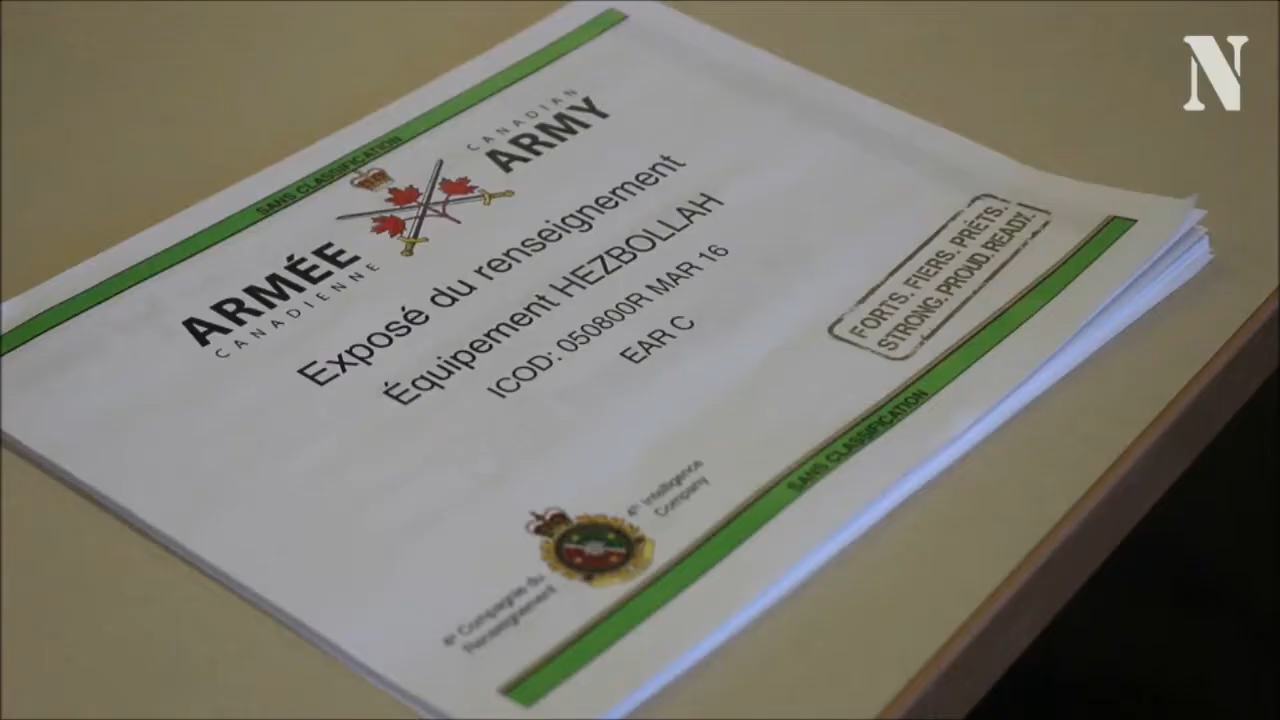 N
SANS CLASSIFICATION
ARMÉE
CANADIENNE
CANADIAN
ARMY
Exposé du renseignement
Équipement HEZBOLLAH
ICOD: 050800R MAR 16
EAR C
FORTS. FIERS. PRÊTS.
STRONG. PROUD. READY.
4e Compagnie du
Renseignement
4th Intelligence
Company
SANS CLASSIFICATION